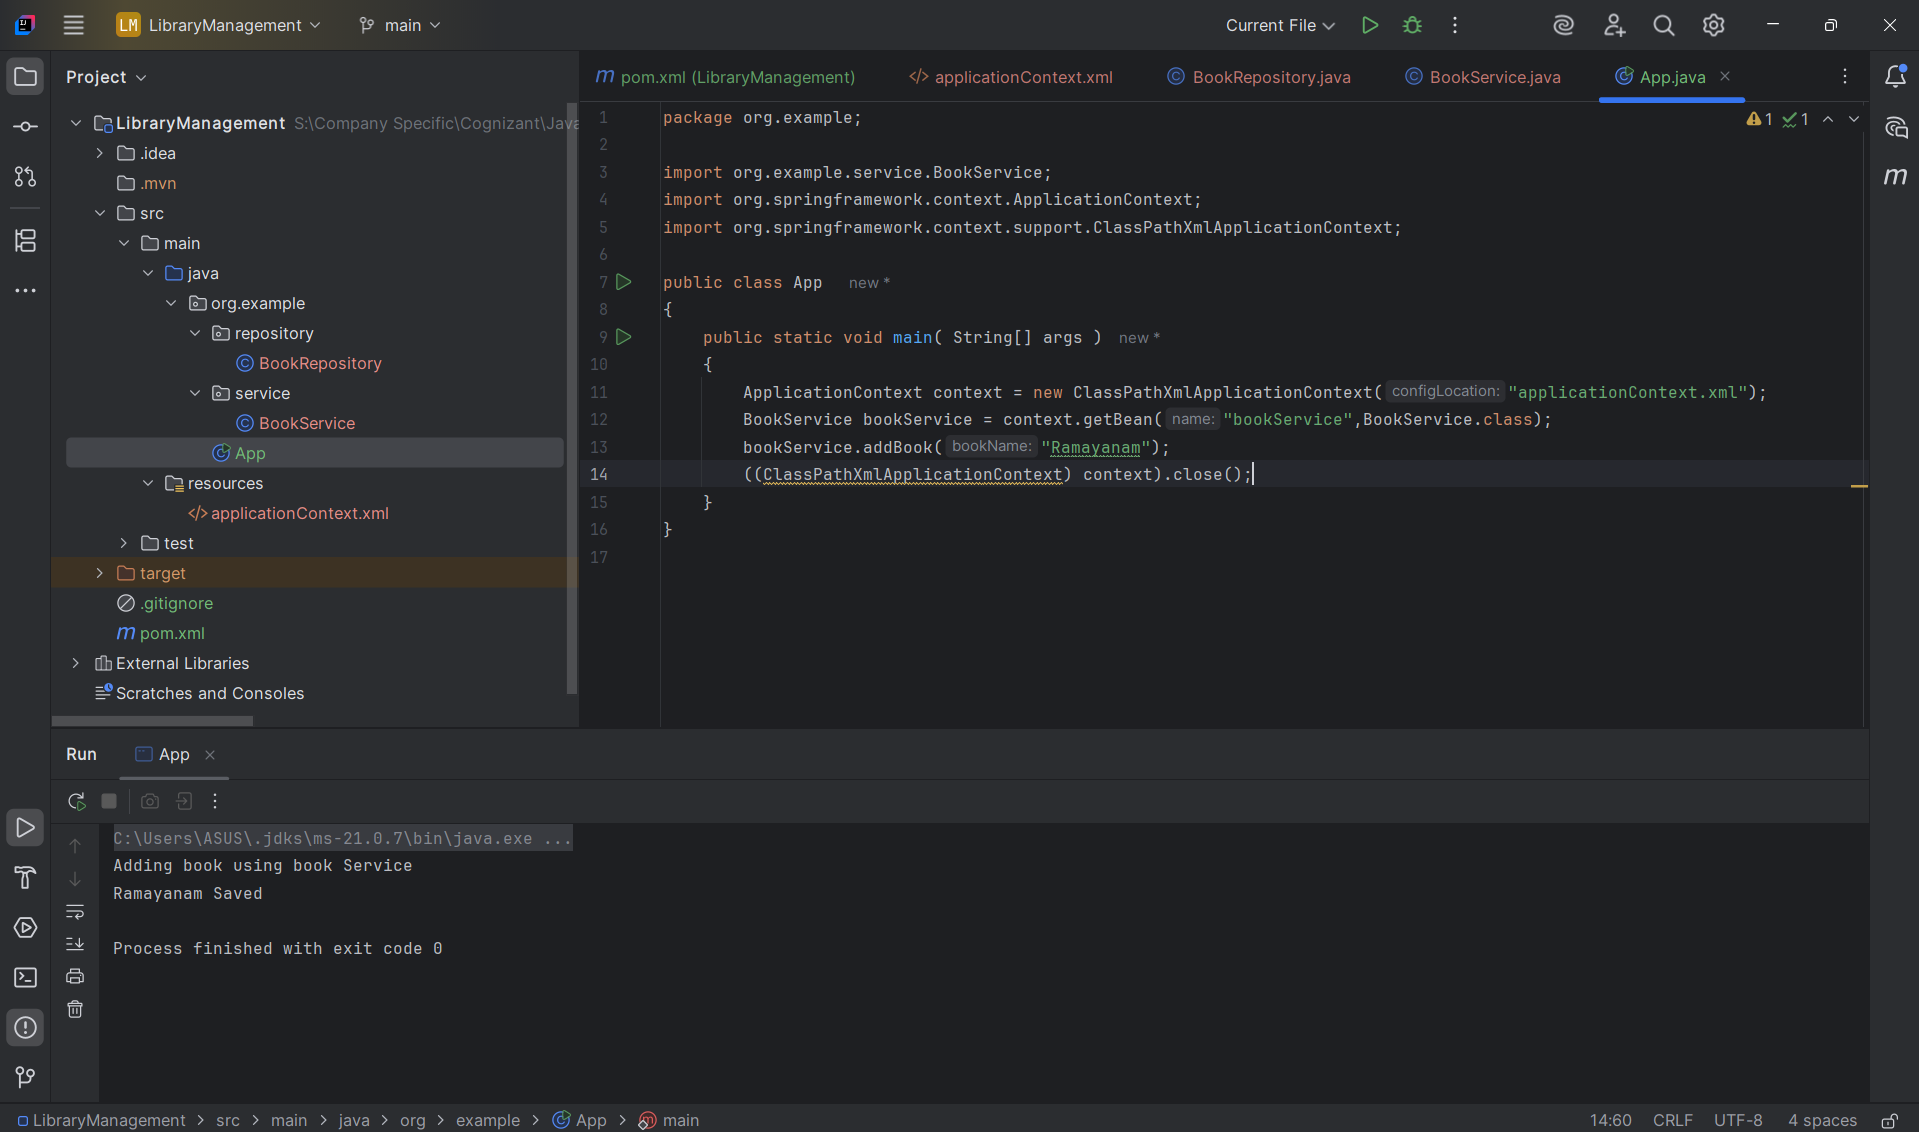 LM LibraryManagement main Current File
Project
pom.xml (LibraryManagement) applicationContext.xml BookRepository.java BookService.java App.java
LibraryManagement S:\Company Specific\Cognizant\Java
.idea
.mvn
src
main
java
org.example
repository
BookRepository
service
BookService
App
resources
applicationContext.xml
test
target
.gitignore
pom.xml
External Libraries
Scratches and Consoles
1 package org.example;
2
3 import org.example.service.BookService;
4 import org.springframework.context.ApplicationContext;
5 import org.springframework.context.support.ClassPathXmlApplicationContext;
6
7 public class App new *
8 {
9 public static void main( String[] args ) new *
10 {
11 ApplicationContext context = new ClassPathXmlApplicationContext( configLocation: "applicationContext.xml");
12 BookService bookService = context.getBean( name: "bookService",BookService.class);
13 bookService.addBook( bookName: "Ramayanam");
14 ((ClassPathXmlApplicationContext) context).close();
15 }
16 }
17
1 1
Run App
C:\Users\ASUS\.jdks\ms-21.0.7\bin\java.exe ...
Adding book using book Service
Ramayanam Saved
Process finished with exit code 0
LibraryManagement > src > main > java > org > example > App > main 14:60 CRLF UTF-8 4 spaces